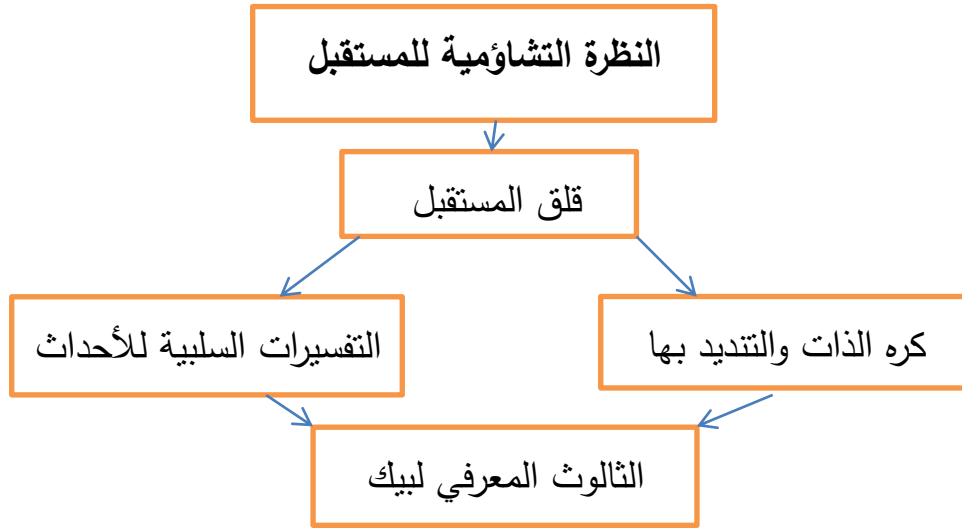 النظرة التشاؤمية للمستقبل
قلق المستقبل
كره الذات والتنديد بها
التفسيرات السلبية للأحداث
الثالوث المعرفي لبيك